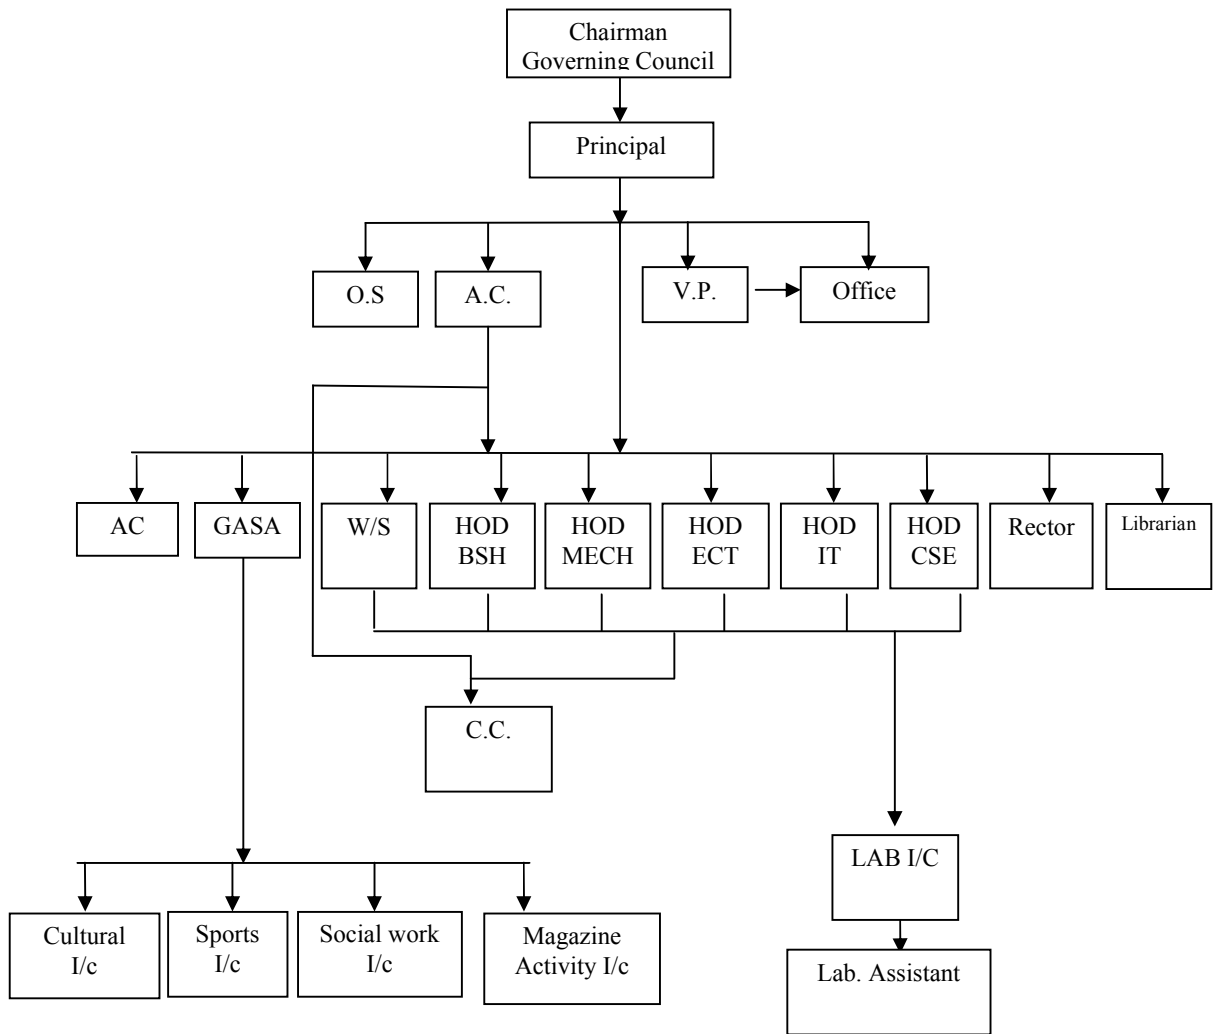 Chairman
Governing Council
Principal
O.S
A.C.
V.P.
Office
AC
GASA
W/S
HOD
BSH
HOD
MECH
HOD
ECT
HOD
IT
HOD
CSE
Rector
Librarian
C.C.
LAB I/C
Cultural
I/c
Sports
I/c
Social work
I/c
Magazine
Activity I/c
Lab. Assistant